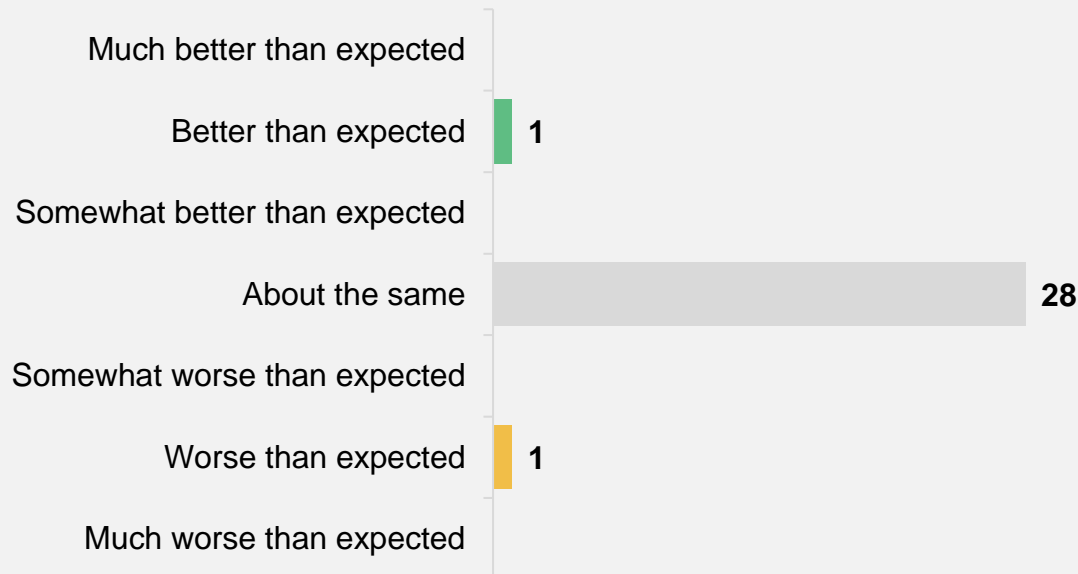 Much better than expected
Better than expected 1
Somewhat better than expected
About the same 28
Somewhat worse than expected
Worse than expected 1
Much worse than expected